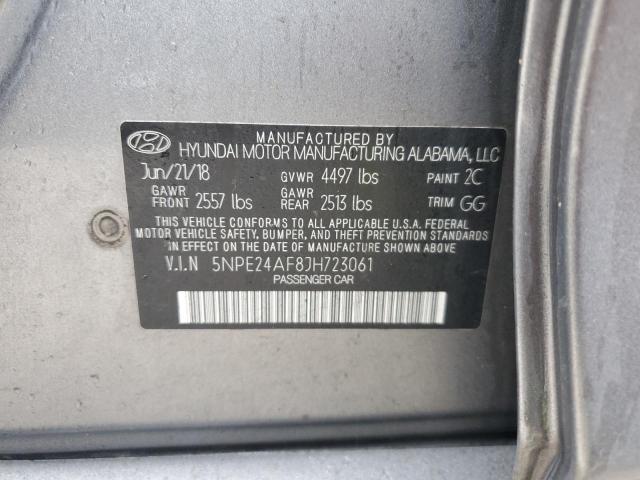 MANUFACTURED BY
HYUNDAI MOTOR MANUFACTURING ALABAMA, LLC
Jun/21/18 GVWR 4497 lbs PAINT 2C
GAWR FRONT 2557 lbs GAWR REAR 2513 lbs TRIM GG
THIS VEHICLE CONFORMS TO ALL APPLICABLE U.S.A. FEDERAL
MOTOR VEHICLE SAFETY, BUMPER, AND THEFT PREVENTION
STANDARDS IN EFFECT ON THE DATE OF MANUFACTURE SHOWN ABOVE
V.I.N 5NPE24AF8JH723061
PASSENGER CAR